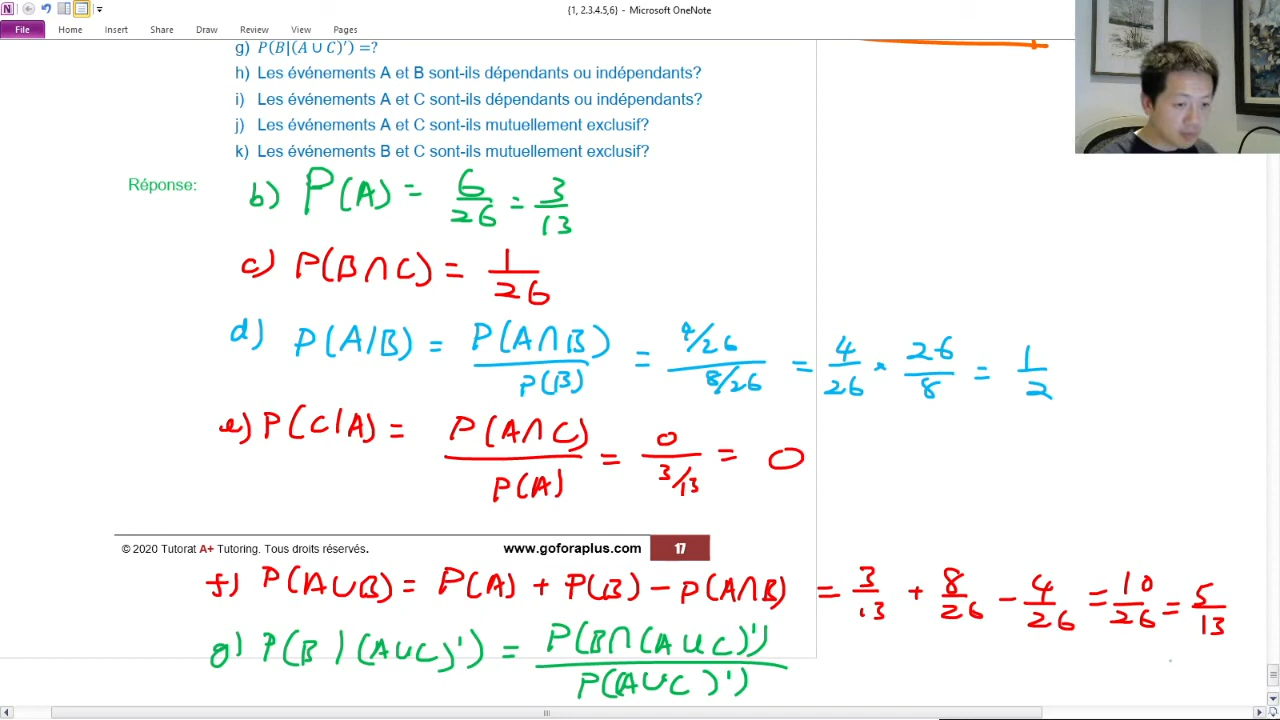 {1, 2.3.4.5,6} - Microsoft OneNote
File Home Insert Share Draw Review View Pages
g) P(B|(A ∪ C)') =?
h) Les événements A et B sont-ils dépendants ou indépendants?
i) Les événements A et C sont-ils dépendants ou indépendants?
j) Les événements A et C sont-ils mutuellement exclusif?
k) Les événements B et C sont-ils mutuellement exclusif?
Réponse:
b) P(A) = 6/26 = 3/13
c) P(B∩C) = 1/26
d) P(A/B) = P(A∩B)/P(B) = 4/26 / 8/26 = 4/26 · 26/8 = 1/2
e) P(C/A) = P(A∩C)/P(A) = 0 / 3/13 = 0
© 2020 Tutorat A+ Tutoring. Tous droits réservés. www.goforaplus.com 17
f) P(A∪B) = P(A) + P(B) - P(A∩B) = 3/13 + 8/26 - 4/26 = 10/26 = 5/13
g) P(B / (A∪C)') = P(B∩(A∪C)')/P((A∪C)')